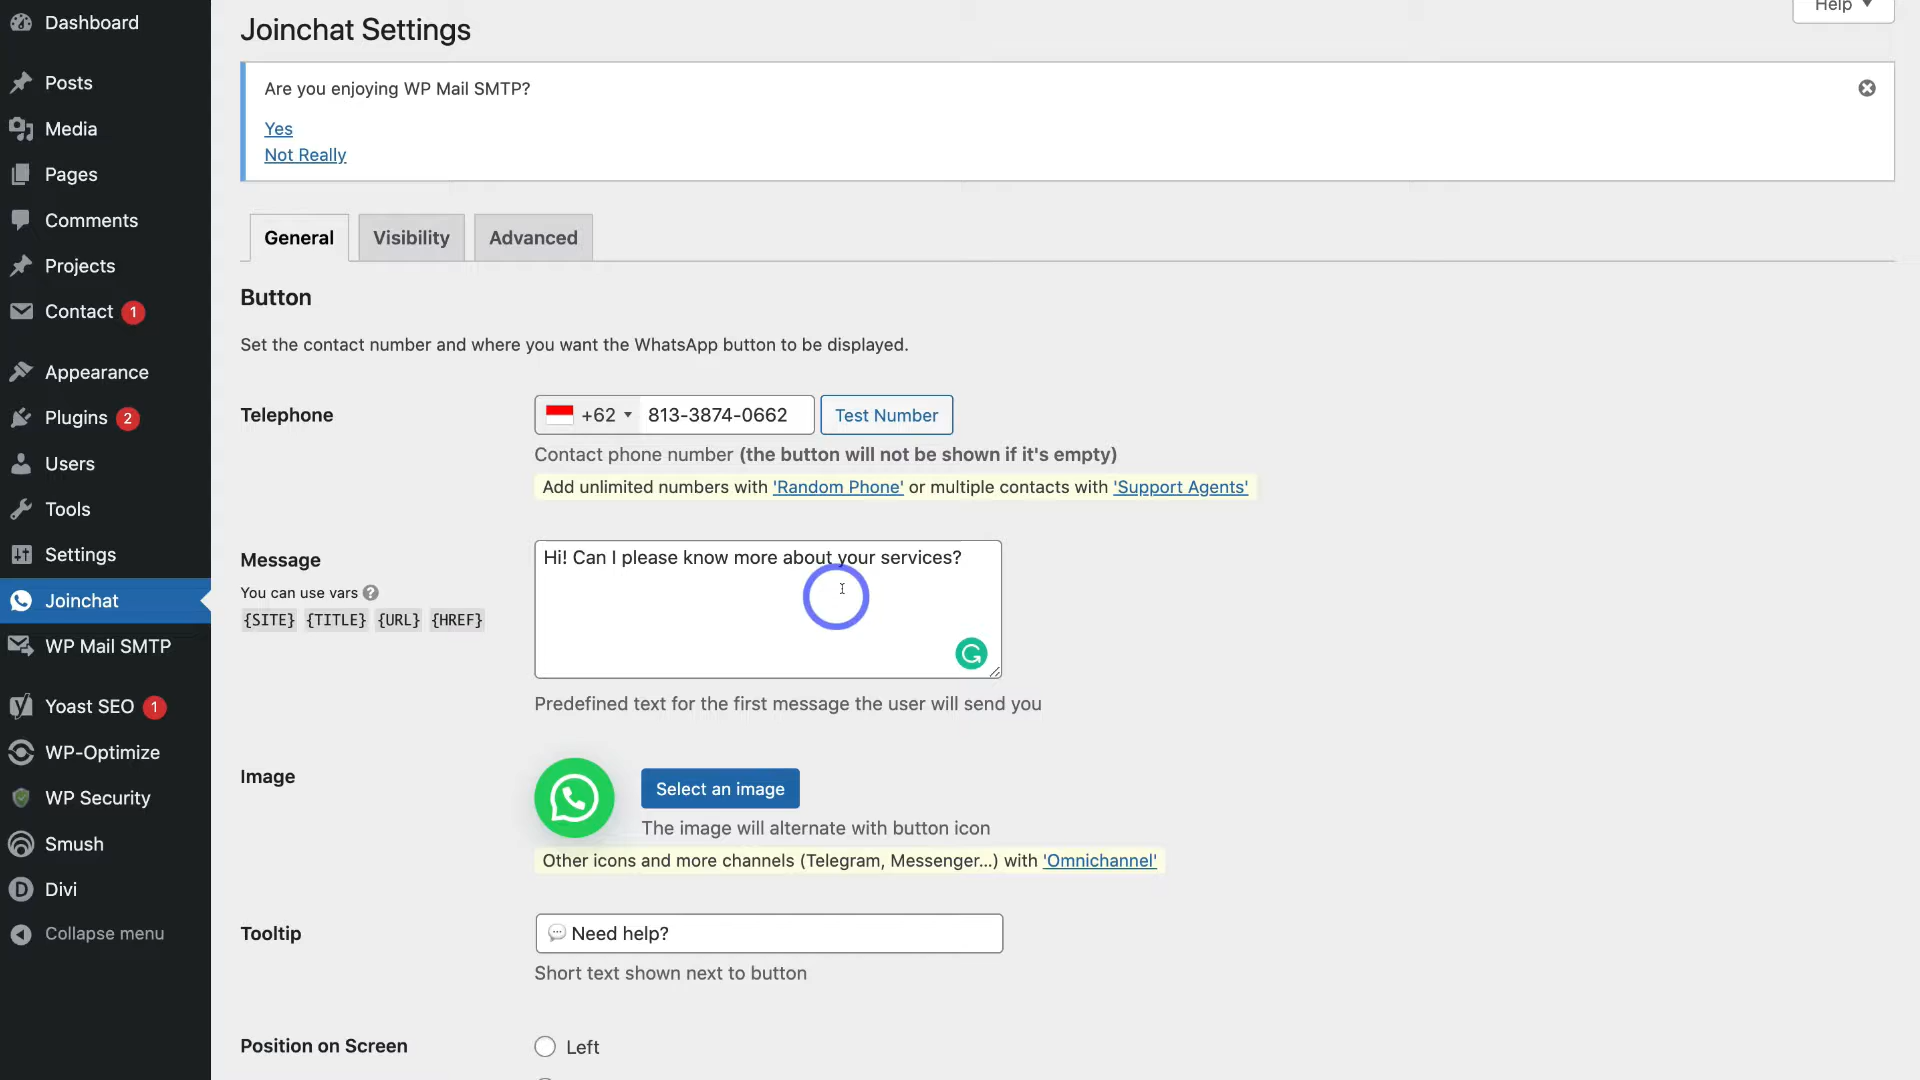 Dashboard
Posts
Media
Pages
Comments
Projects
Contact 1
Appearance
Plugins 2
Users
Tools
Settings
Joinchat
WP Mail SMTP
Yoast SEO 1
WP-Optimize
WP Security
Smush
Divi
Collapse menu
Help
Joinchat Settings
Are you enjoying WP Mail SMTP?
Yes
Not Really
General Visibility Advanced
Button
Set the contact number and where you want the WhatsApp button to be displayed.
Telephone
+62 813-3874-0662 Test Number
Contact phone number (the button will not be shown if it's empty)
Add unlimited numbers with 'Random Phone' or multiple contacts with 'Support Agents'
Message
You can use vars ?
{SITE} {TITLE} {URL} {HREF}
Hi! Can I please know more about your services?
Predefined text for the first message the user will send you
Image
Select an image
The image will alternate with button icon
Other icons and more channels (Telegram, Messenger...) with 'Omnichannel'
Tooltip
💬 Need help?
Short text shown next to button
Position on Screen
Left